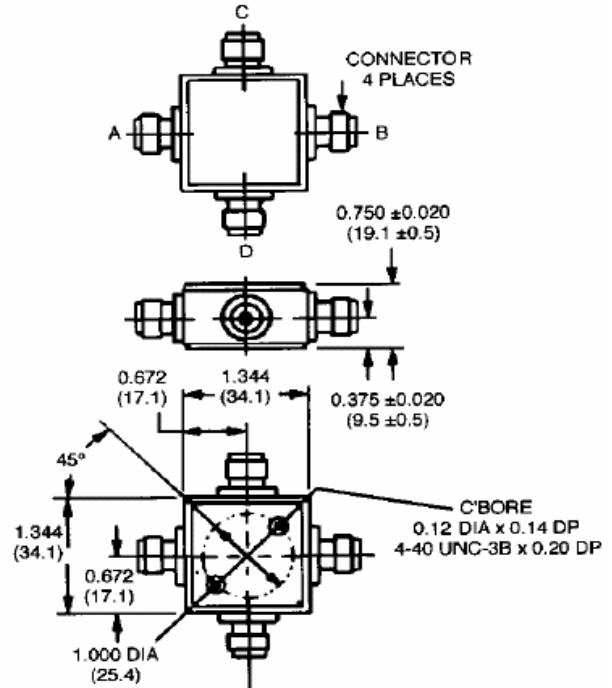 C
CONNECTOR
4 PLACES
A
B
D
0.750 ±0.020
(19.1 ±0.5)
0.672
(17.1)
1.344
(34.1)
0.375 ±0.020
(9.5 ±0.5)
45°
C'BORE
0.12 DIA x 0.14 DP
4-40 UNC-3B x 0.20 DP
1.344
(34.1)
0.672
(17.1)
1.000 DIA
(25.4)